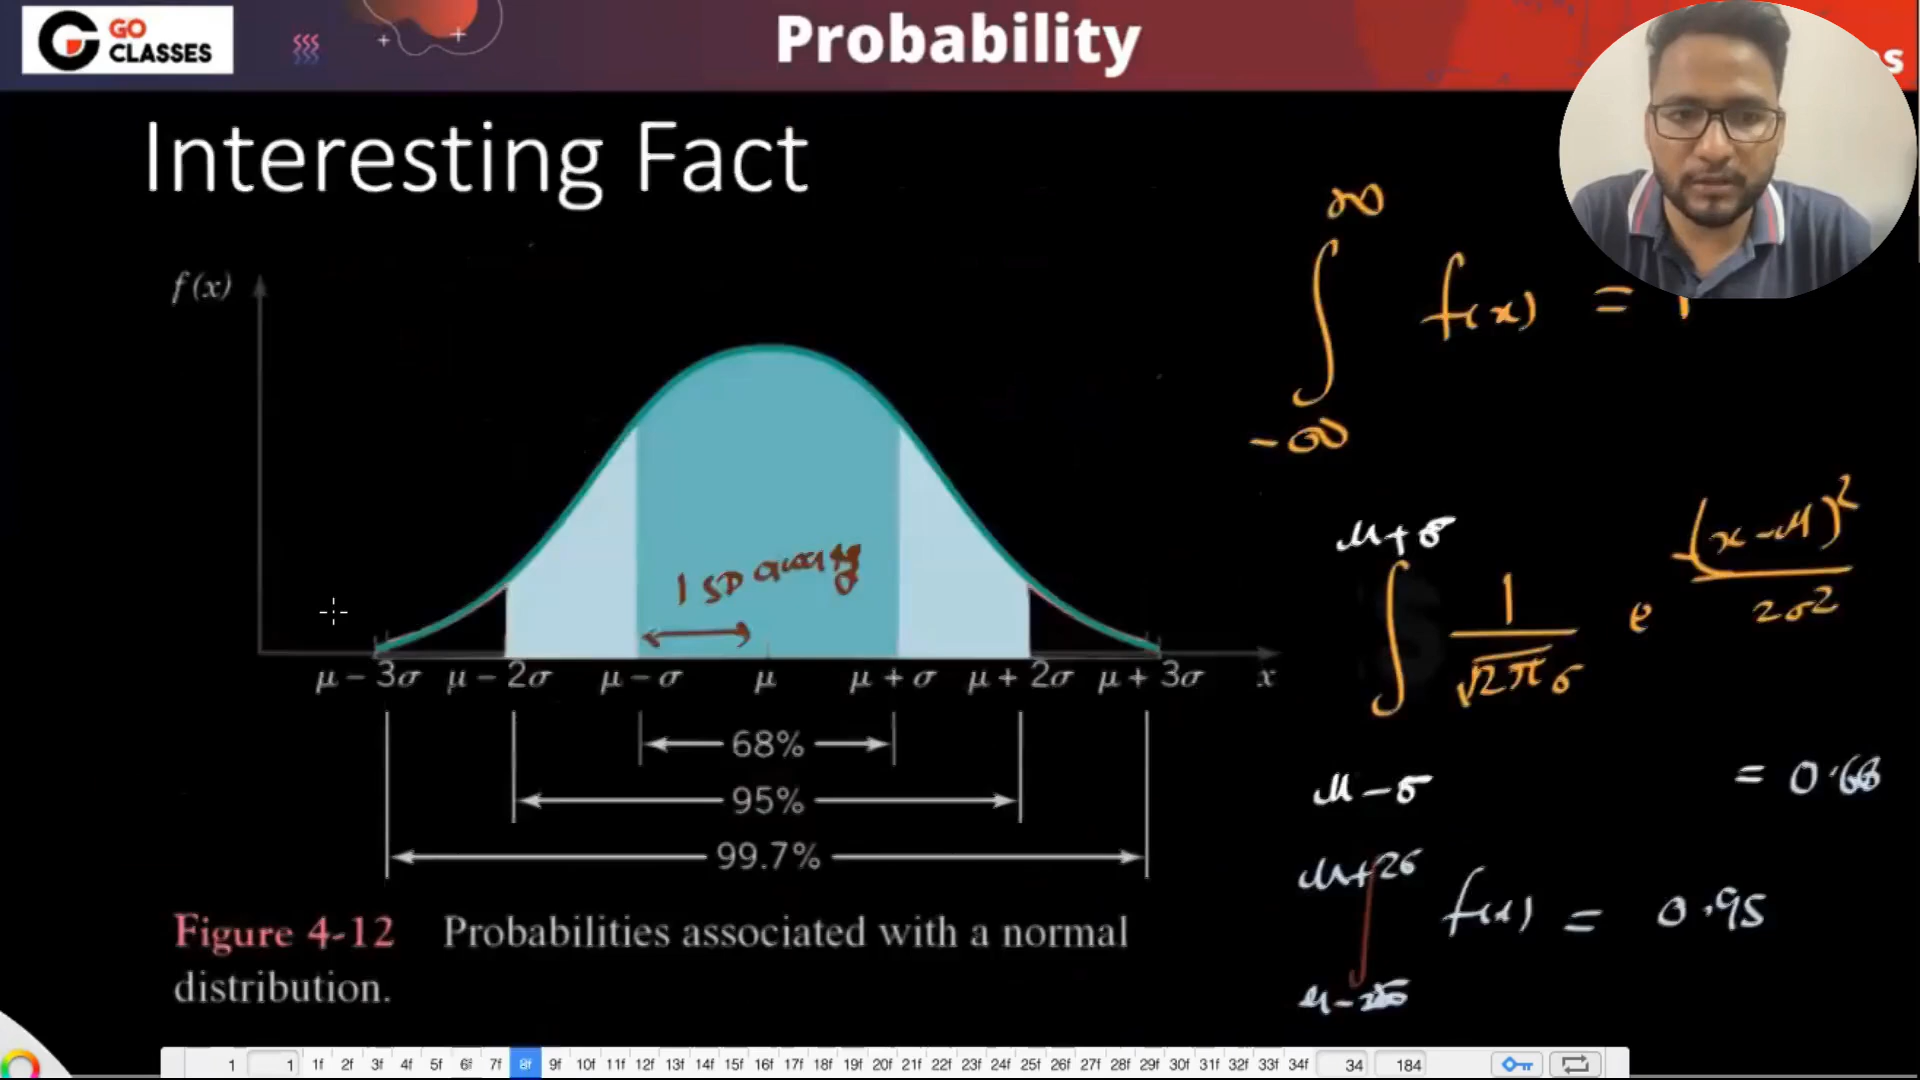 GO
CLASSES
Probability
Interesting Fact
f(x)
1 SD away
μ − 3σ μ − 2σ μ − σ μ μ + σ μ + 2σ μ + 3σ x
68%
95%
99.7%
Figure 4-12 Probabilities associated with a normal
distribution.
∞
∫ f(x) = 1
-∞
μ+σ
∫ 1/√2π σ e -(x-μ)²/2σ²
μ-σ
= 0.68
μ+2σ
∫ f(x) = 0.95
μ-2σ
1 1 1f 2f 3f 4f 5f 6f 7f 8f 9f 10f 11f 12f 13f 14f 15f 16f 17f 18f 19f 20f 21f 22f 23f 24f 25f 26f 27f 28f 29f 30f 31f 32f 33f 34f 34 184